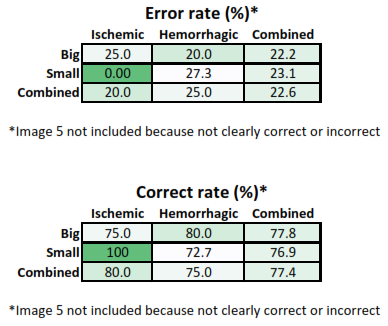 Error rate (%)*
Ischemic Hemorrhagic Combined
Big 25.0 20.0 22.2
Small 0.00 27.3 23.1
Combined 20.0 25.0 22.6
*Image 5 not included because not clearly correct or incorrect
Correct rate (%)*
Ischemic Hemorrhagic Combined
Big 75.0 80.0 77.8
Small 100 72.7 76.9
Combined 80.0 75.0 77.4
*Image 5 not included because not clearly correct or incorrect